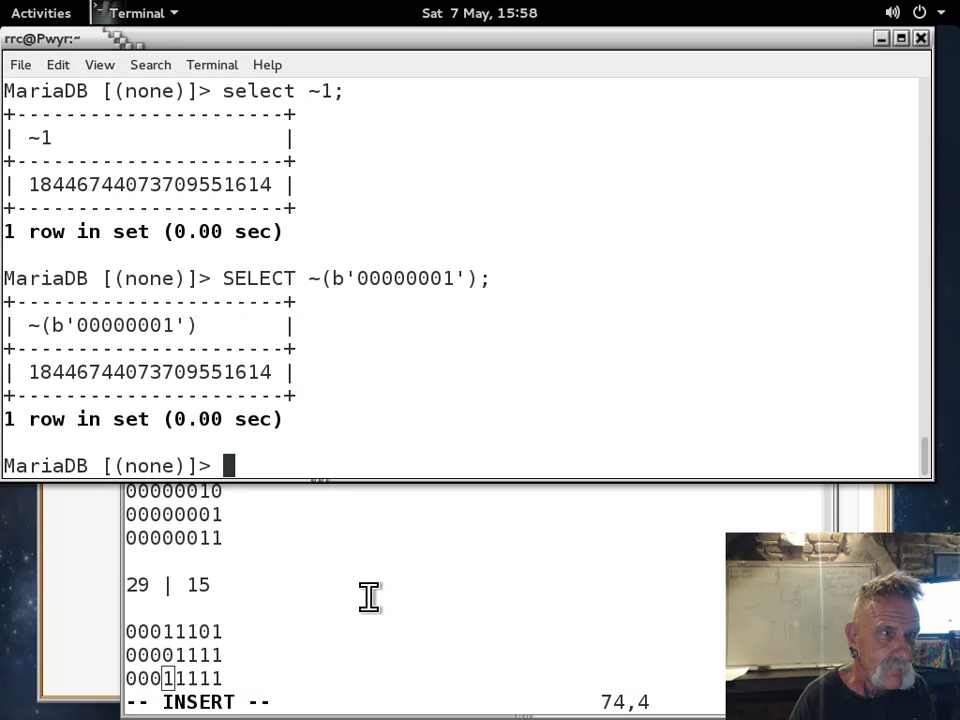 Activities Terminal Sat 7 May, 15:58
rrc@Pwyr:~
File Edit View Search Terminal Help
MariaDB [(none)]> select ~1;
+----------------------+
| ~1                   |
+----------------------+
| 18446744073709551614 |
+----------------------+
1 row in set (0.00 sec)
MariaDB [(none)]> SELECT ~(b'00000001');
+----------------------+
| ~(b'00000001')       |
+----------------------+
| 18446744073709551614 |
+----------------------+
1 row in set (0.00 sec)
MariaDB [(none)]>
00000010
00000001
00000011
29 | 15
00011101
00001111
00011111
-- INSERT -- 74,4